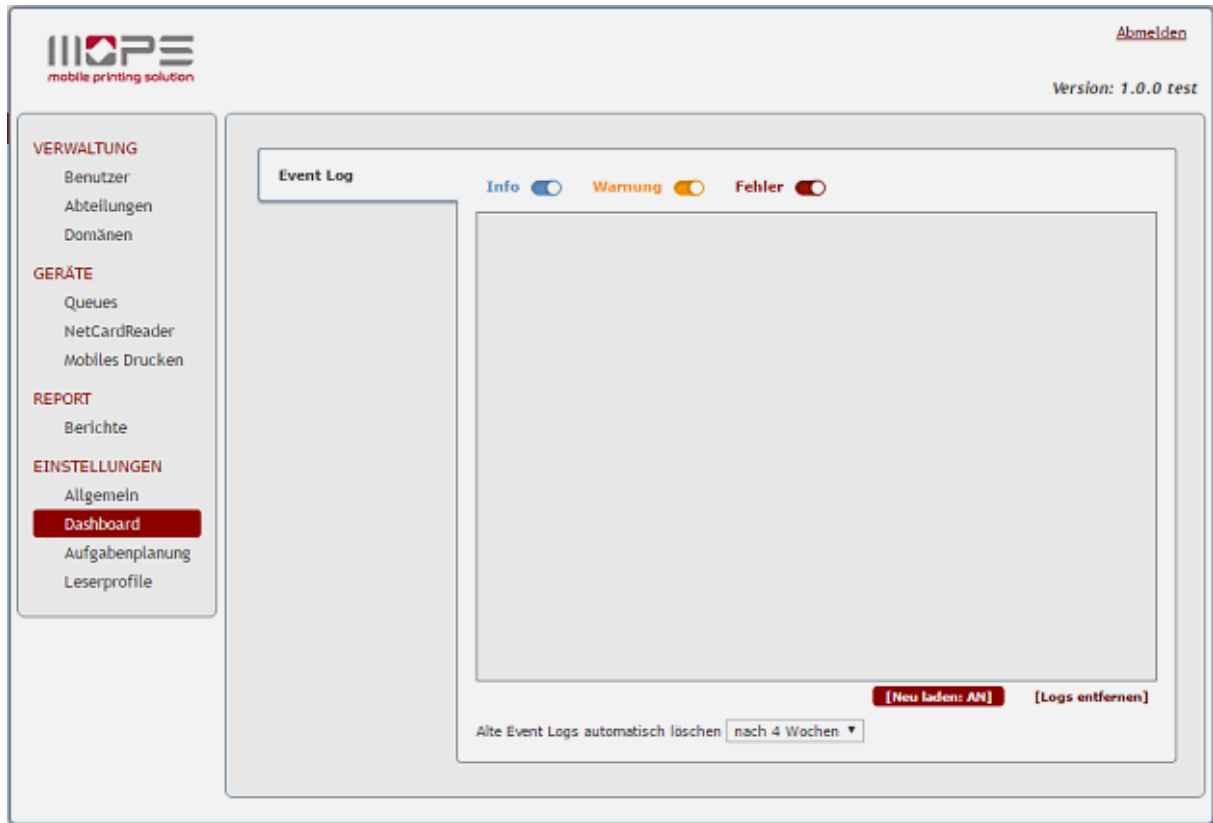 MOPS
mobile printing solution
Abmelden
Version: 1.0.0 test
VERWALTUNG
Benutzer
Abteilungen
Domänen
GERÄTE
Queues
NetCardReader
Mobiles Drucken
REPORT
Berichte
EINSTELLUNGEN
Allgemein
Dashboard
Aufgabenplanung
Leserprofile
Event Log
Info Warnung Fehler
[Neu laden: AN] [Logs entfernen]
Alte Event Logs automatisch löschen nach 4 Wochen